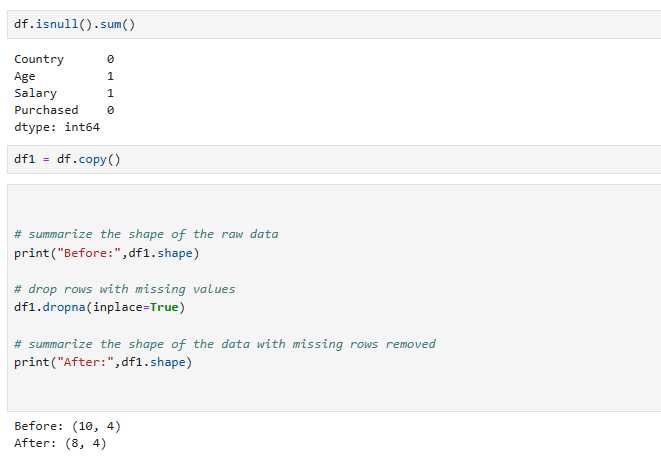 df.isnull().sum()
Country      0
Age          1
Salary       1
Purchased    0
dtype: int64
df1 = df.copy()
# summarize the shape of the raw data
print("Before:",df1.shape)
# drop rows with missing values
df1.dropna(inplace=True)
# summarize the shape of the data with missing rows removed
print("After:",df1.shape)
Before: (10, 4)
After: (8, 4)